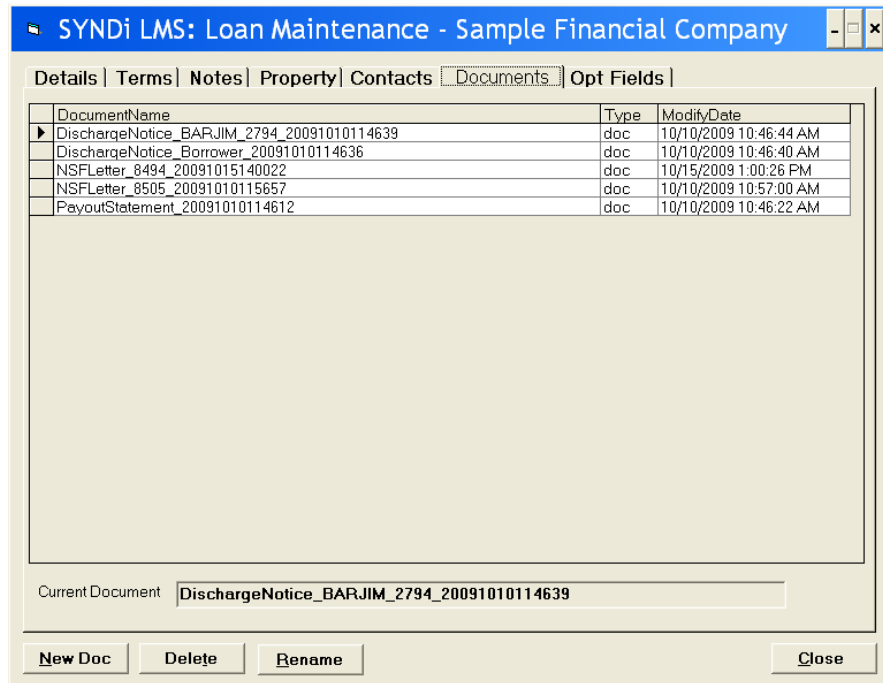 SYNDi LMS: Loan Maintenance - Sample Financial Company
Details Terms Notes Property Contacts Documents Opt Fields
DocumentName Type ModifyDate
DischargeNotice_BARJIM_2794_20091010114639 doc 10/10/2009 10:46:44 AM
DischargeNotice_Borrower_20091010114636 doc 10/10/2009 10:46:40 AM
NSFLetter_8494_20091015140022 doc 10/15/2009 1:00:26 PM
NSFLetter_8505_20091010115657 doc 10/10/2009 10:57:00 AM
PayoutStatement_20091010114612 doc 10/10/2009 10:46:22 AM
Current Document DischargeNotice_BARJIM_2794_20091010114639
New Doc Delete Rename Close